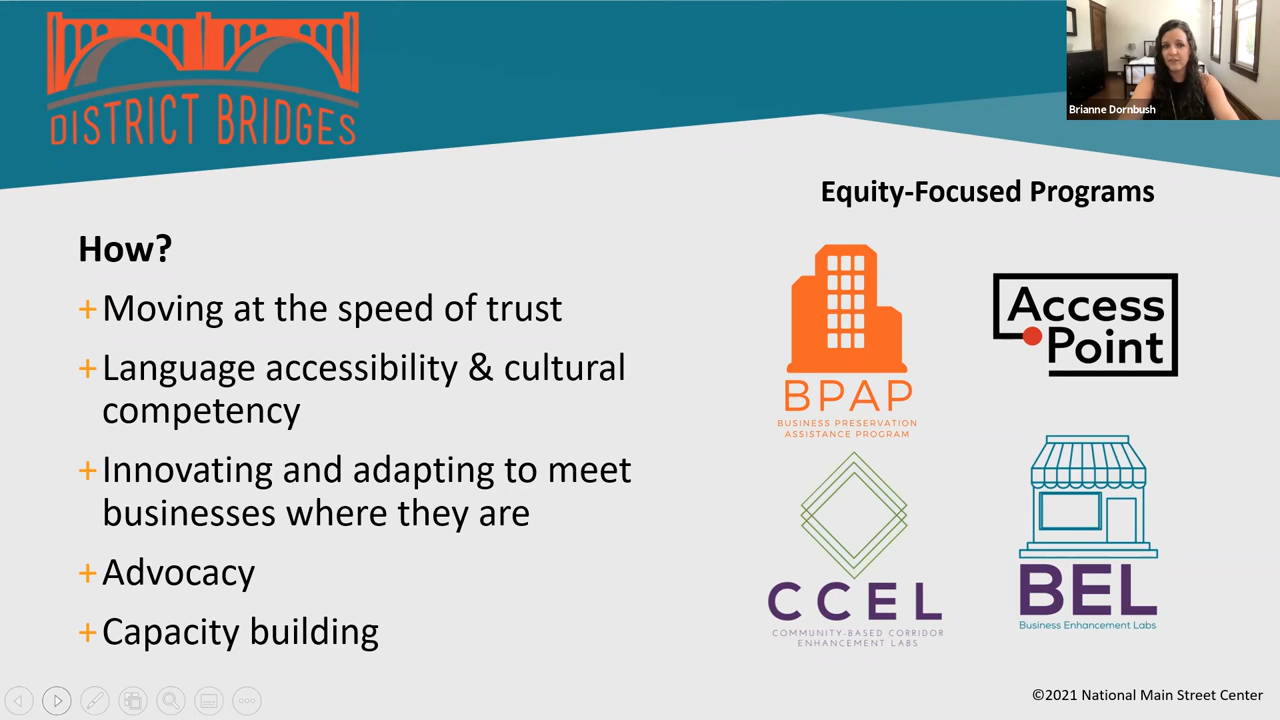 DISTRICT BRIDGES
Brianne Dornbush
How?
+Moving at the speed of trust
+Language accessibility & cultural
competency
+Innovating and adapting to meet
businesses where they are
+Advocacy
+Capacity building
Equity-Focused Programs
BPAP
BUSINESS PRESERVATION
ASSISTANCE PROGRAM
Access
Point
CCEL
COMMUNITY-BASED CORRIDOR
ENHANCEMENT LABS
BEL
Business Enhancement Labs
©2021 National Main Street Center